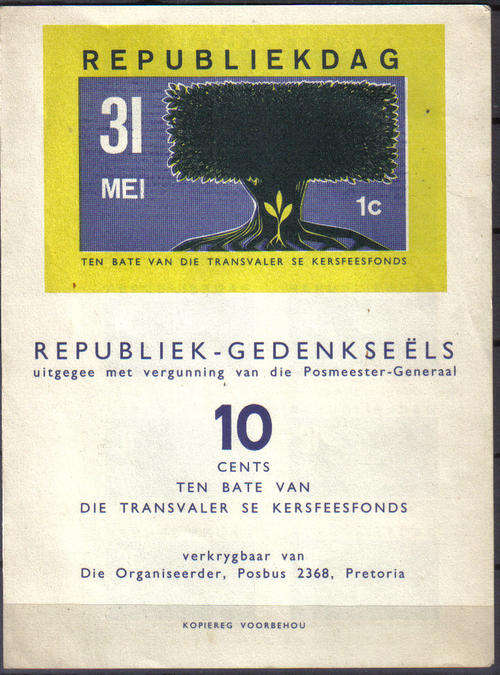 REPUBLIEKDAG
31
MEI
1c
TEN BATE VAN DIE TRANSVALER SE KERSFEESFONDS
REPUBLIEK-GEDENKSEËLS
uitgegee met vergunning van die Posmeester-Generaal
10
CENTS
TEN BATE VAN
DIE TRANSVALER SE KERSFEESFONDS
verkrygbaar van
Die Organiseerder, Posbus 2368, Pretoria
KOPIEREG VOORBEHOU